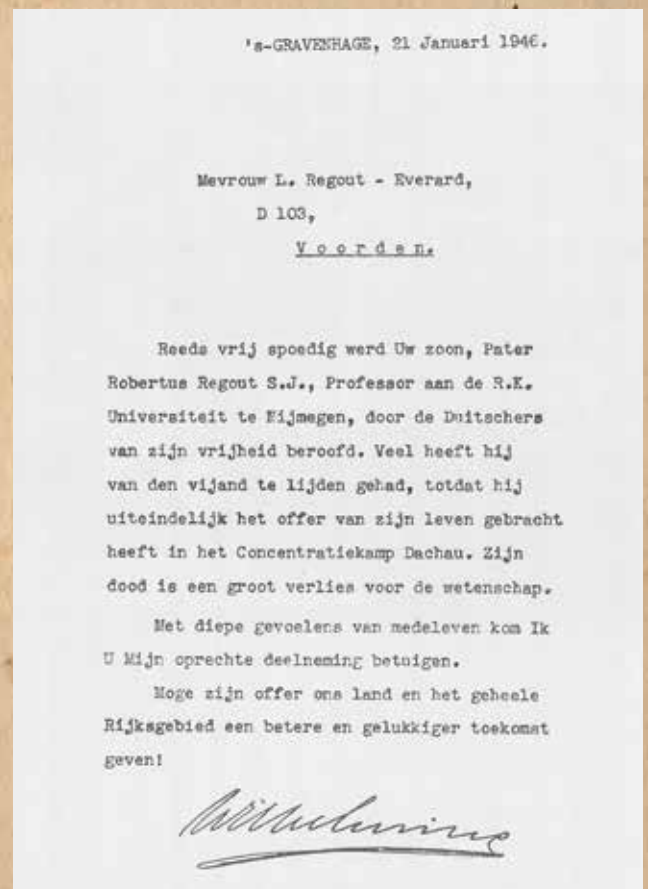 's-GRAVENHAGE, 21 Januari 1946.
Mevrouw L. Regout - Everard,
D 103,
V o o r d e n.
Reeds vrij spoedig werd Uw zoon, Pater
Robertus Regout S.J., Professor aan de R.K.
Universiteit te Nijmegen, door de Duitschers
van zijn vrijheid beroofd. Veel heeft hij
van den vijand te lijden gehad, totdat hij
uiteindelijk het offer van zijn leven gebracht
heeft in het Concentratiekamp Dachau. Zijn
dood is een groot verlies voor de wetenschap.
Met diepe gevoelens van medeleven kom Ik
U Mijn oprechte deelneming betuigen.
Moge zijn offer ons land en het geheele
Rijksgebied een betere en gelukkiger toekomst
geven!
Wilhelmina